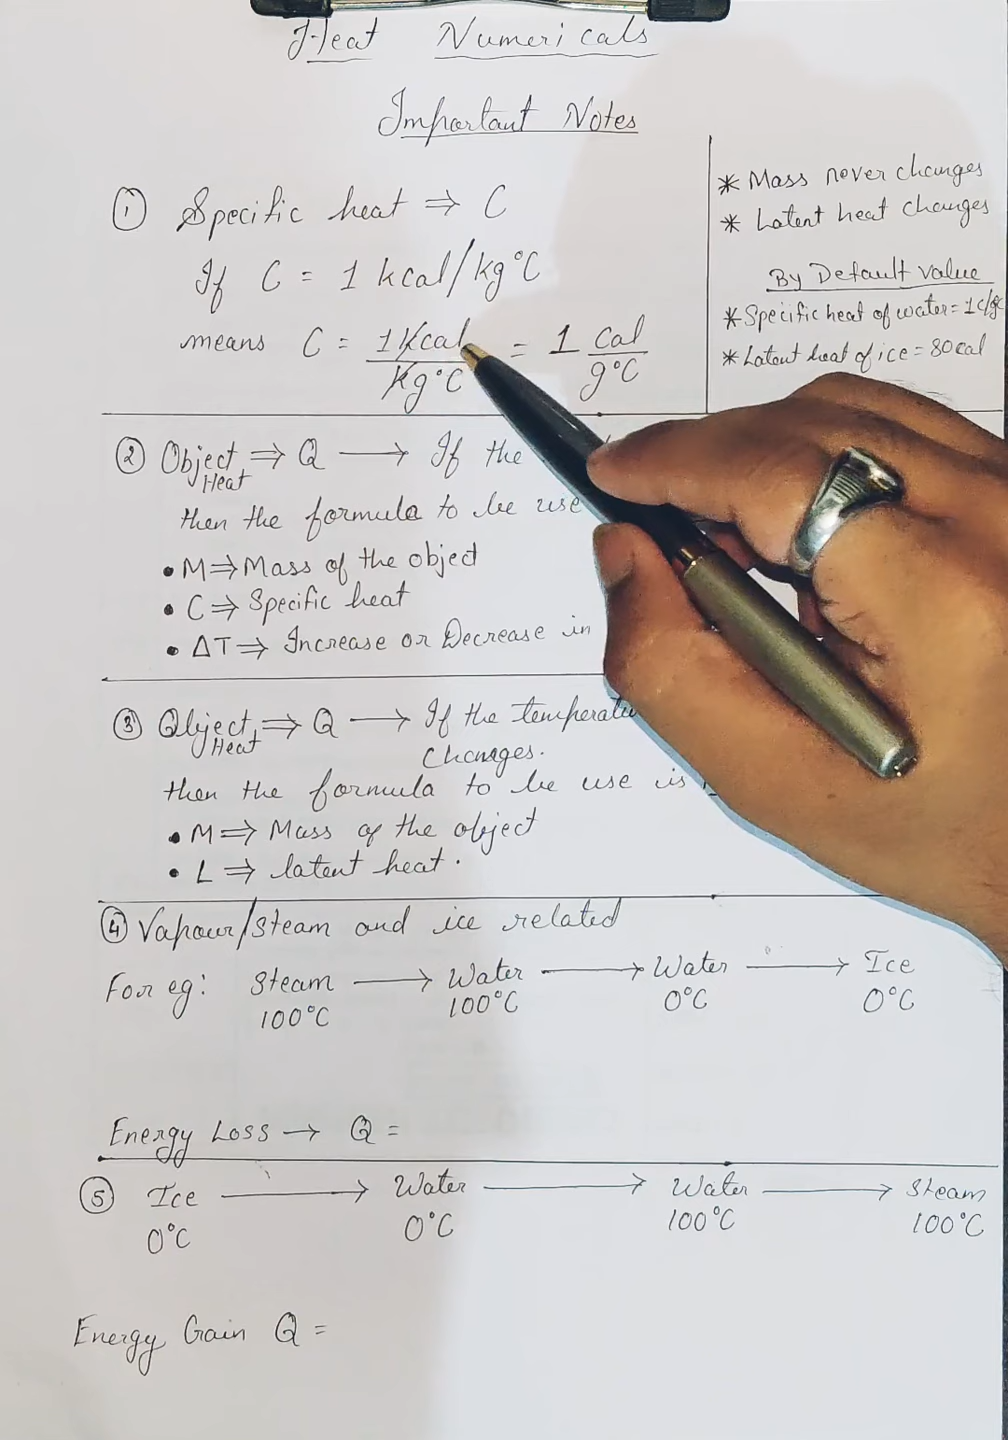 Heat Numericals
Important Notes
① Specific heat ⇒ C
If C = 1 kcal/kg°C
means C = 1 Kcal / Kg°C = 1 Cal / g°C
* Mass never changes
* Latent heat changes
By Default value
* Specific heat of water = 1 c/g°c
* Latent heat of ice = 80 cal
② Object Heat ⇒ Q → If the
then the formula to be use
• M ⇒ Mass of the object
• C ⇒ Specific heat
• ΔT ⇒ Increase or Decrease in
③ Object Heat ⇒ Q → If the
changes.
then the formula to be use is
• M ⇒ Mass of the object
• L ⇒ latent heat.
④ Vapour/Steam and ice related
For eg: Steam → Water → Water → Ice
100°C 100°C 0°C 0°C
Energy Loss → Q =
⑤ Ice → Water → Water → Steam
0°C 0°C 100°C 100°C
Energy Gain Q =